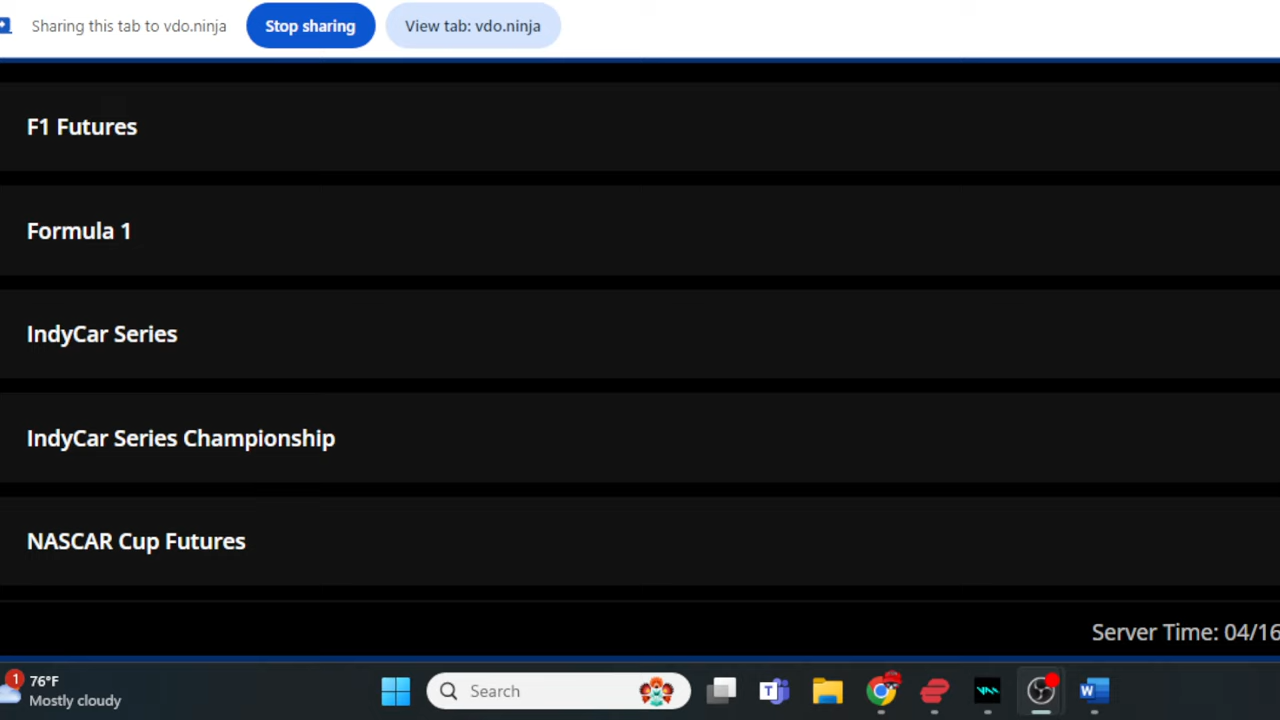 Sharing this tab to vdo.ninja
Stop sharing
View tab: vdo.ninja
F1 Futures
Formula 1
IndyCar Series
IndyCar Series Championship
NASCAR Cup Futures
Server Time: 04/16
1
76°F
Mostly cloudy
Search